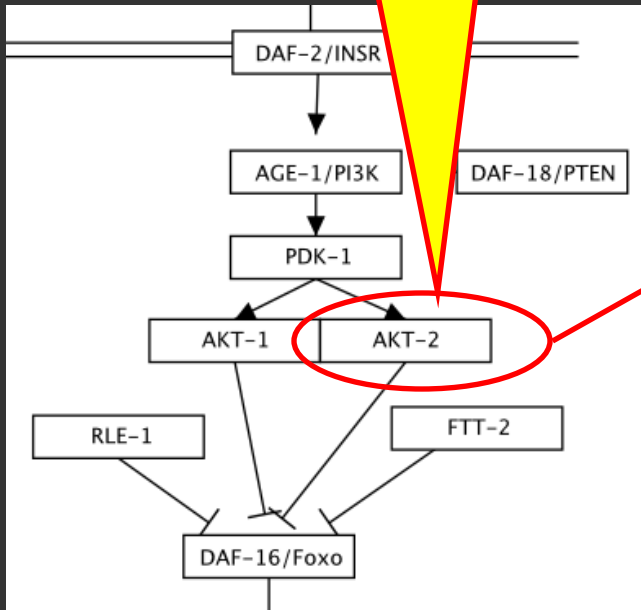 DAF-2/INSR
AGE-1/PI3K
DAF-18/PTEN
PDK-1
AKT-1
AKT-2
RLE-1
FTT-2
DAF-16/Foxo